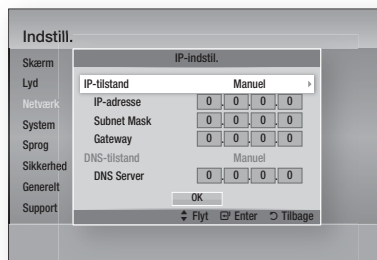 Indstill.
Skærm
Lyd
Netværk
System
Sprog
Sikkerhed
Generelt
Support
IP-indstil.
IP-tilstand Manuel
IP-adresse 0 . 0 . 0 . 0
Subnet Mask 0 . 0 . 0 . 0
Gateway 0 . 0 . 0 . 0
DNS-tilstand Manuel
DNS Server 0 . 0 . 0 . 0
OK
Flyt Enter Tilbage